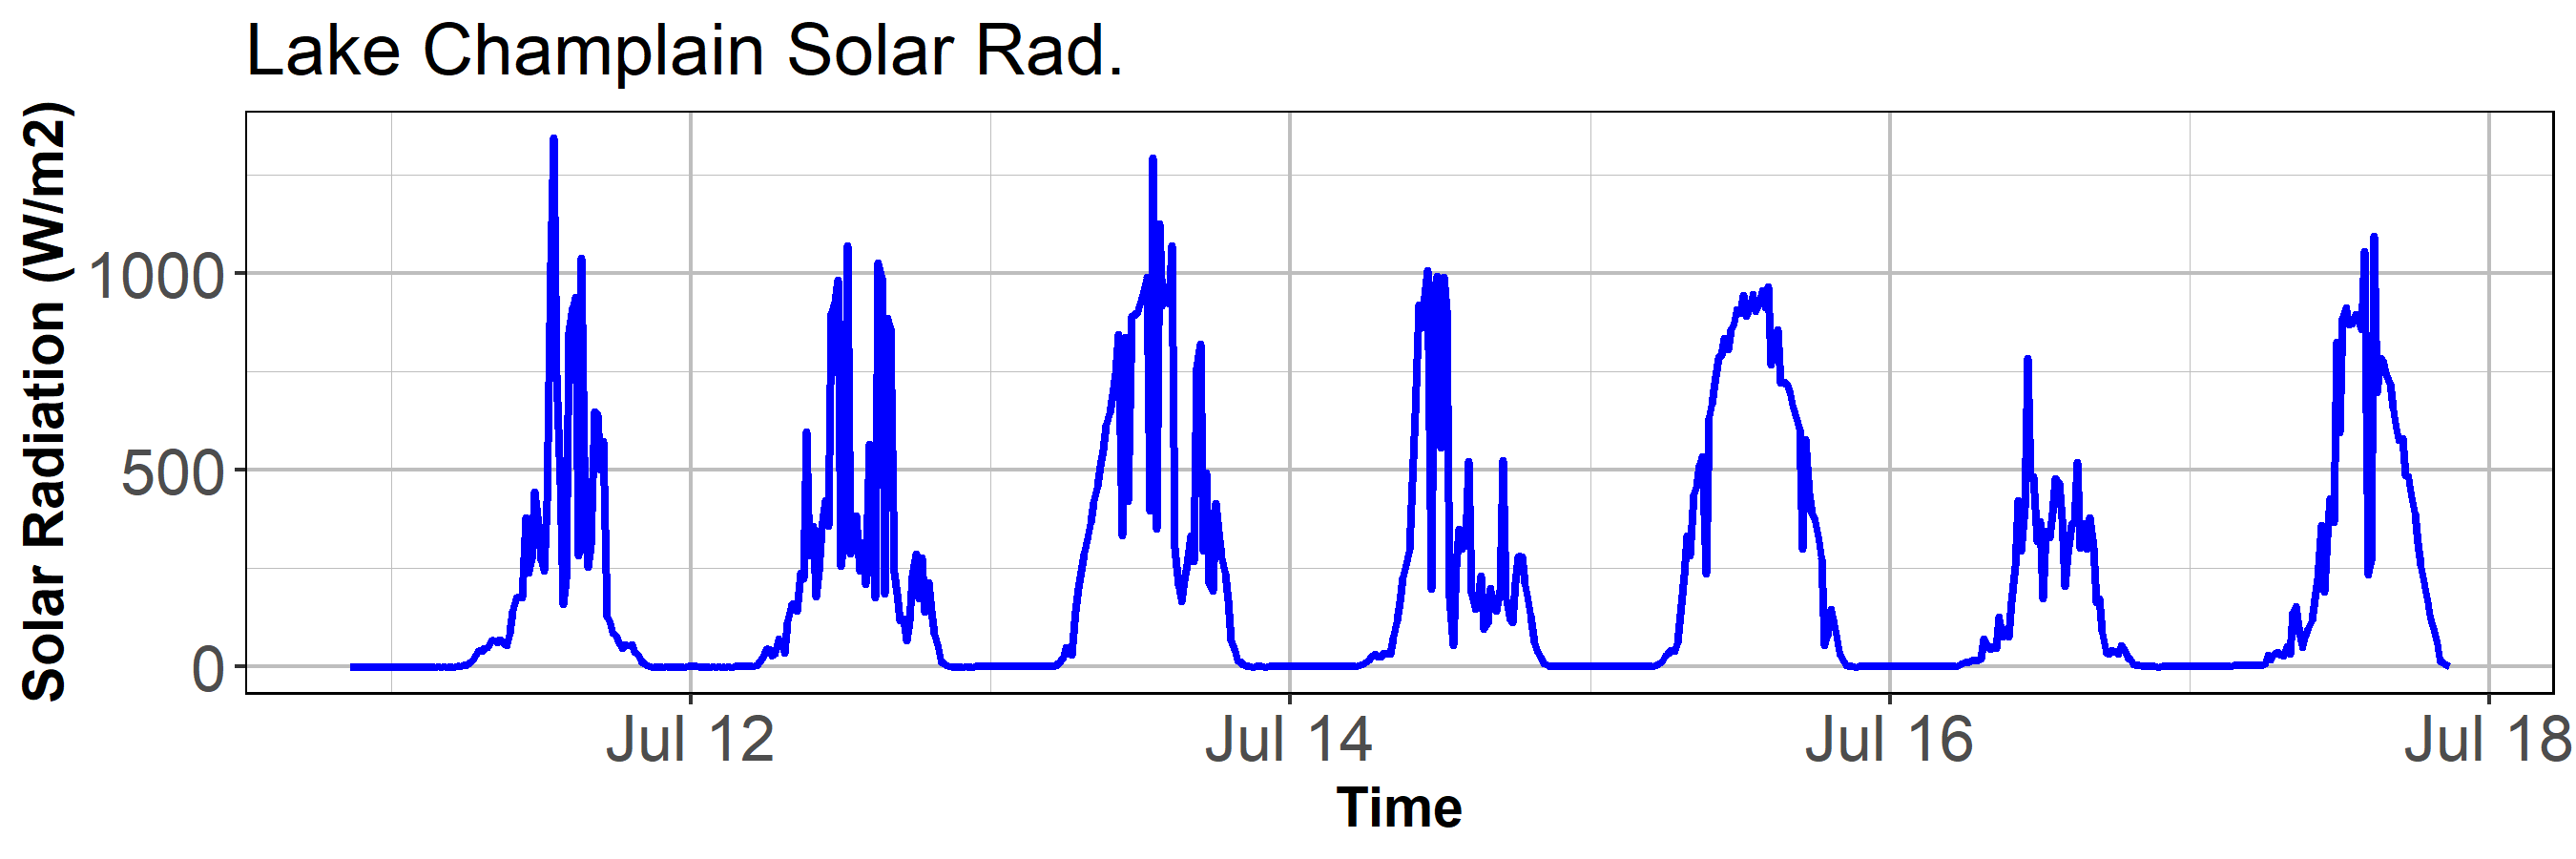 Lake Champlain Solar Rad.
Solar Radiation (W/m2)
1000
500
0
Jul 12
Jul 14
Jul 16
Jul 18
Time